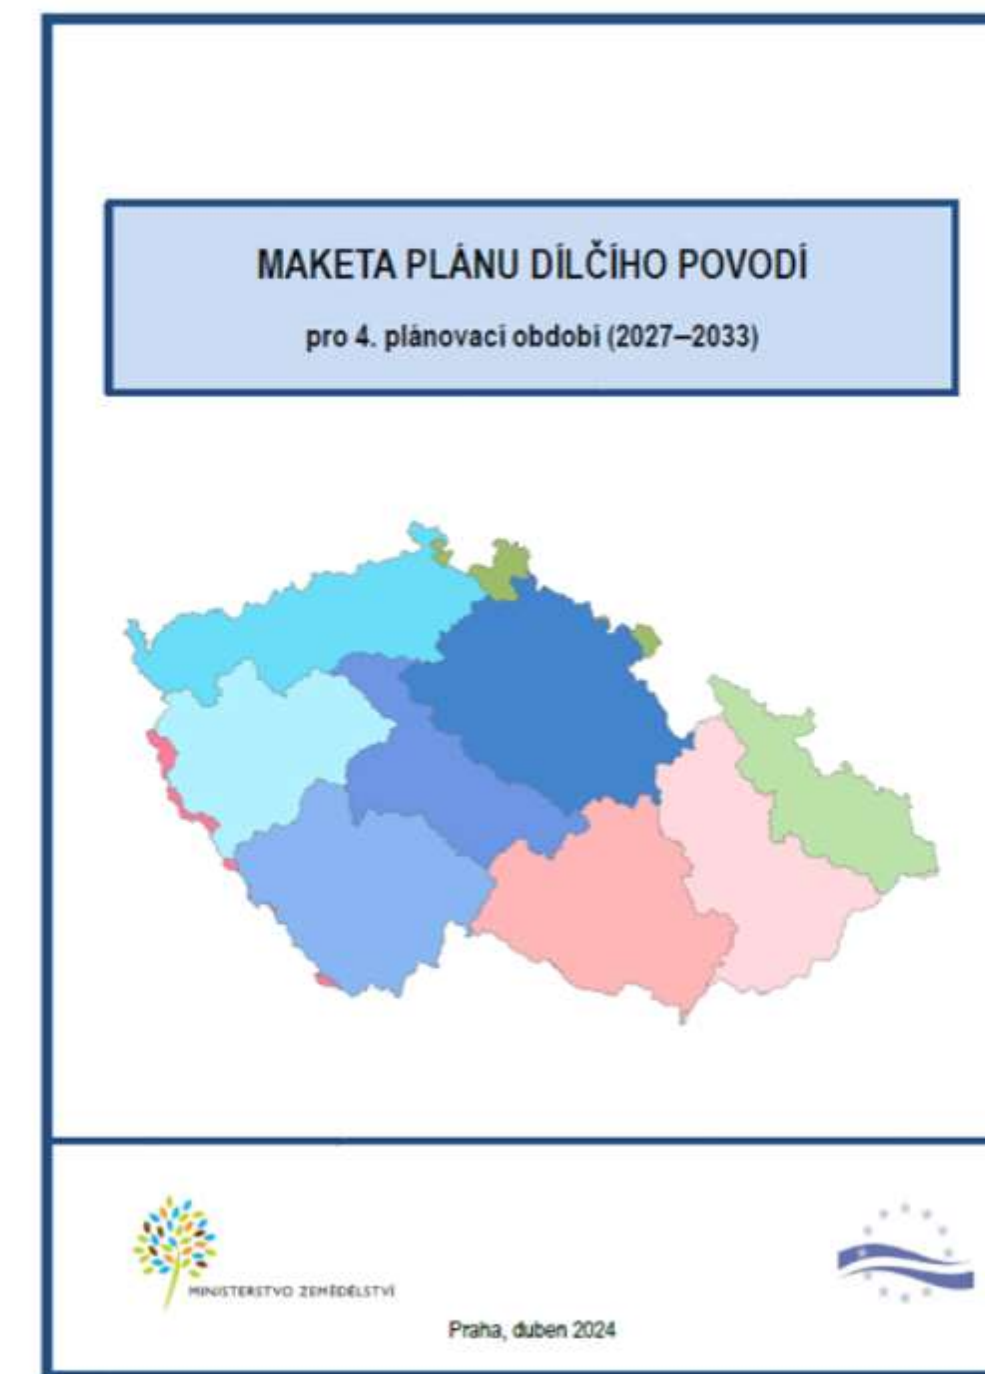 MAKETA PLÁNU DÍLČÍHO POVODÍ
pro 4. plánovací období (2027–2033)
MINISTERSTVO ZEMĚDĚLSTVÍ
Praha, duben 2024